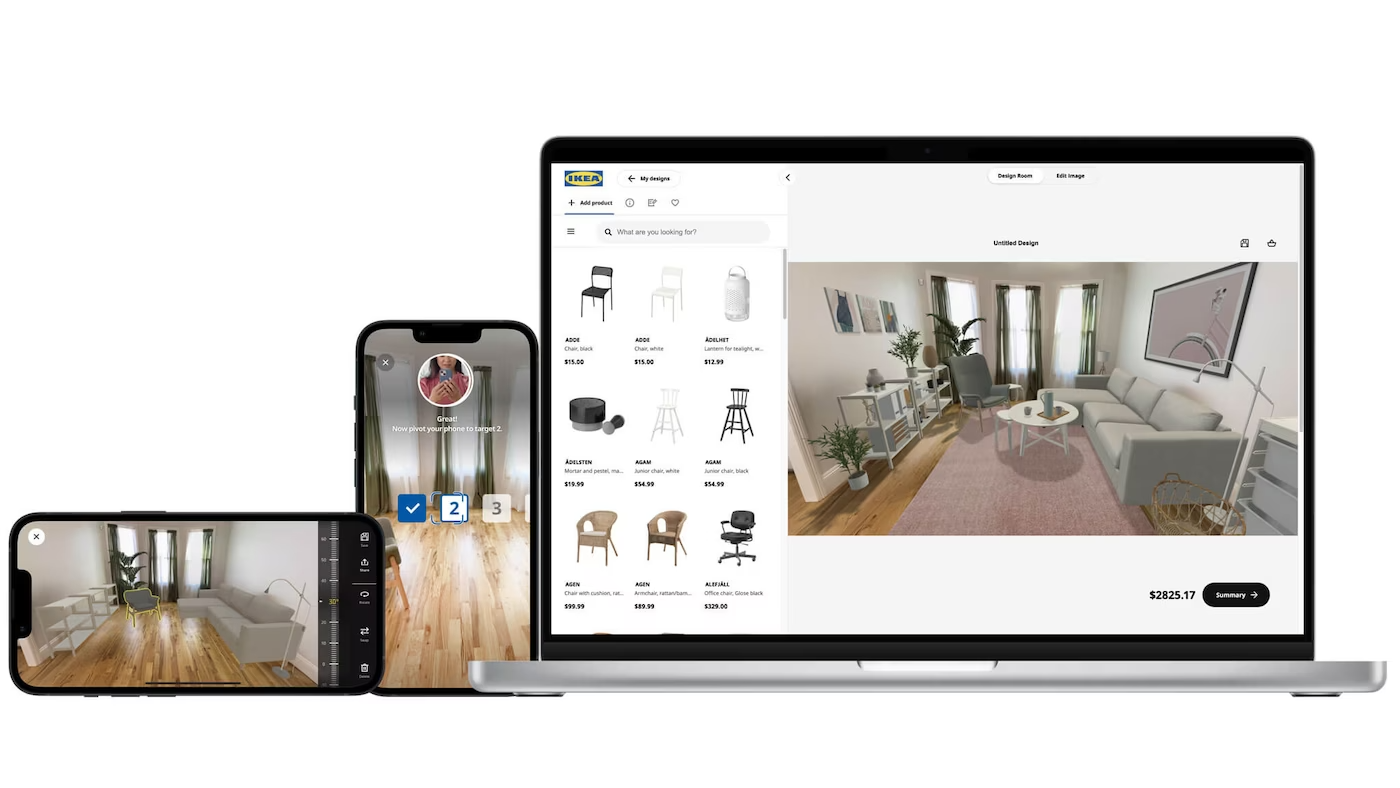 IKEA
My designs
Add product
What are you looking for?
ADDE
Chair, black
$15.00
ADDE
Chair, white
$15.00
ÄDELHET
Lantern for tealight, w...
$12.99
ÄDELSTEN
Mortar and pestel, ma...
$19.99
AGAM
Junior chair, white
$54.99
AGAM
Junior chair, black
$54.99
AGEN
Chair with cushion, rat...
$99.99
AGEN
Armchair, rattan/bam...
$89.99
ALEFJÄLL
Office chair, Glose black
$329.00
Design Room
Edit Image
Untitled Design
$2825.17
Summary
Great!
Now pivot your phone to target 2.
2
3
Save
Share
Rotate
Swap
Delete
30°